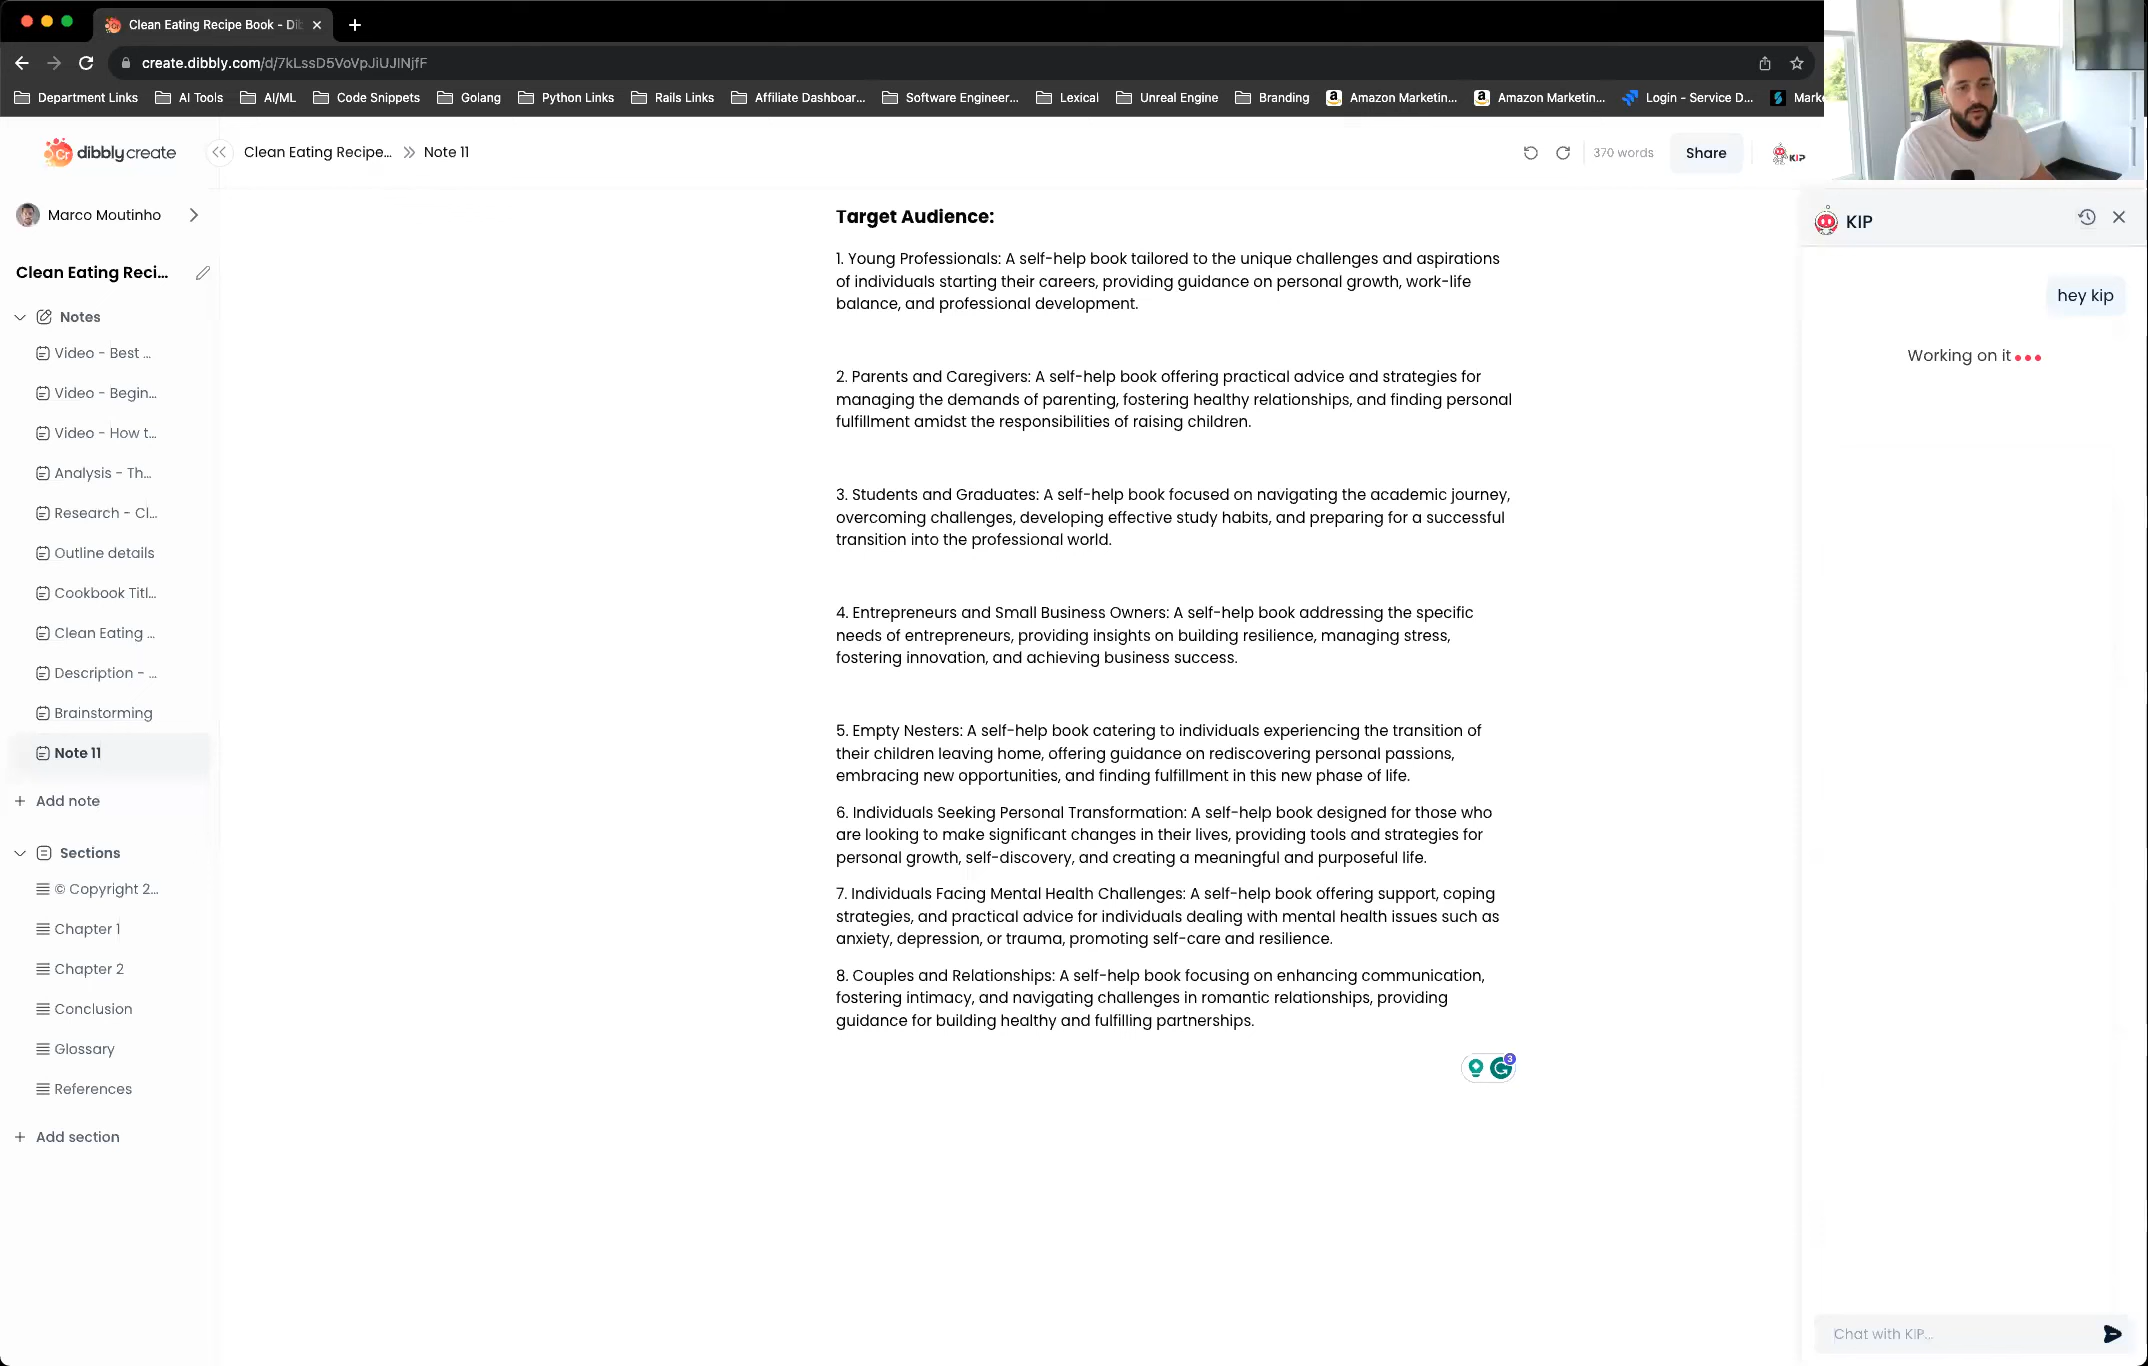 Clean Eating Recipe Book - Dib
create.dibbly.com/d/7kLssD5VoVpJiUJlNjfF
Department Links
AI Tools
AI/ML
Code Snippets
Golang
Python Links
Rails Links
Affiliate Dashboar...
Software Engineer...
Lexical
Unreal Engine
Branding
Amazon Marketin...
Amazon Marketin...
Login - Service D...
Marke
Cr dibblycreate
Clean Eating Recipe... Note 11
370 words
Share
KIP
Marco Moutinho
Clean Eating Reci...
Notes
Video - Best ...
Video - Begin...
Video - How t...
Analysis - Th...
Research - Cl...
Outline details
Cookbook Titl...
Clean Eating ...
Description - ...
Brainstorming
Note 11
+ Add note
Sections
© Copyright 2...
Chapter 1
Chapter 2
Conclusion
Glossary
References
+ Add section
Target Audience:
1. Young Professionals: A self-help book tailored to the unique challenges and aspirations
of individuals starting their careers, providing guidance on personal growth, work-life
balance, and professional development.
2. Parents and Caregivers: A self-help book offering practical advice and strategies for
managing the demands of parenting, fostering healthy relationships, and finding personal
fulfillment amidst the responsibilities of raising children.
3. Students and Graduates: A self-help book focused on navigating the academic journey,
overcoming challenges, developing effective study habits, and preparing for a successful
transition into the professional world.
4. Entrepreneurs and Small Business Owners: A self-help book addressing the specific
needs of entrepreneurs, providing insights on building resilience, managing stress,
fostering innovation, and achieving business success.
5. Empty Nesters: A self-help book catering to individuals experiencing the transition of
their children leaving home, offering guidance on rediscovering personal passions,
embracing new opportunities, and finding fulfillment in this new phase of life.
6. Individuals Seeking Personal Transformation: A self-help book designed for those who
are looking to make significant changes in their lives, providing tools and strategies for
personal growth, self-discovery, and creating a meaningful and purposeful life.
7. Individuals Facing Mental Health Challenges: A self-help book offering support, coping
strategies, and practical advice for individuals dealing with mental health issues such as
anxiety, depression, or trauma, promoting self-care and resilience.
8. Couples and Relationships: A self-help book focusing on enhancing communication,
fostering intimacy, and navigating challenges in romantic relationships, providing
guidance for building healthy and fulfilling partnerships.
3
KIP
hey kip
Working on it
Chat with KIP...